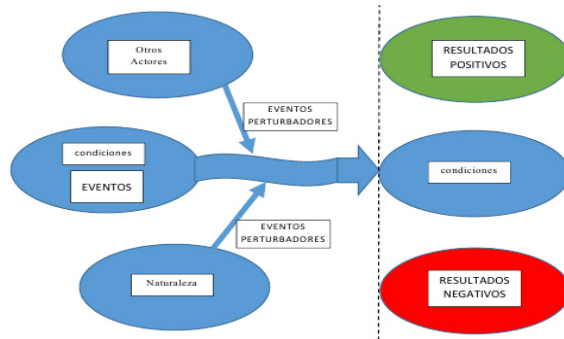 Otros
Actores
RESULTADOS
POSITIVOS
EVENTOS
PERTURBADORES
condiciones
EVENTOS
condiciones
EVENTOS
PERTURBADORES
Naturaleza
RESULTADOS
NEGATIVOS